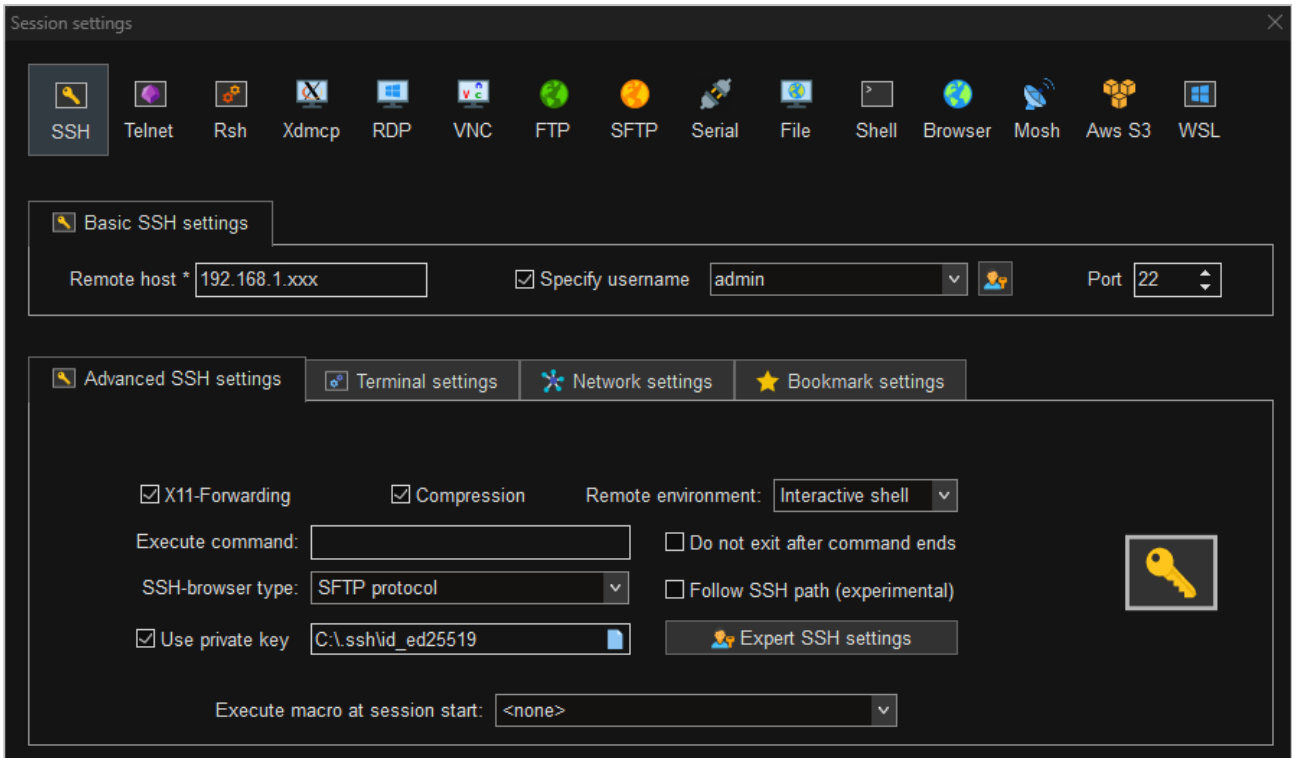 Session settings
SSH Telnet Rsh Xdmcp RDP VNC FTP SFTP Serial File Shell Browser Mosh Aws S3 WSL
Basic SSH settings
Remote host * 192.168.1.xxx Specify username admin Port 22
Advanced SSH settings Terminal settings Network settings Bookmark settings
X11-Forwarding Compression Remote environment: Interactive shell
Execute command: Do not exit after command ends
SSH-browser type: SFTP protocol Follow SSH path (experimental)
Use private key C:\.ssh\id_ed25519 Expert SSH settings
Execute macro at session start: <none>